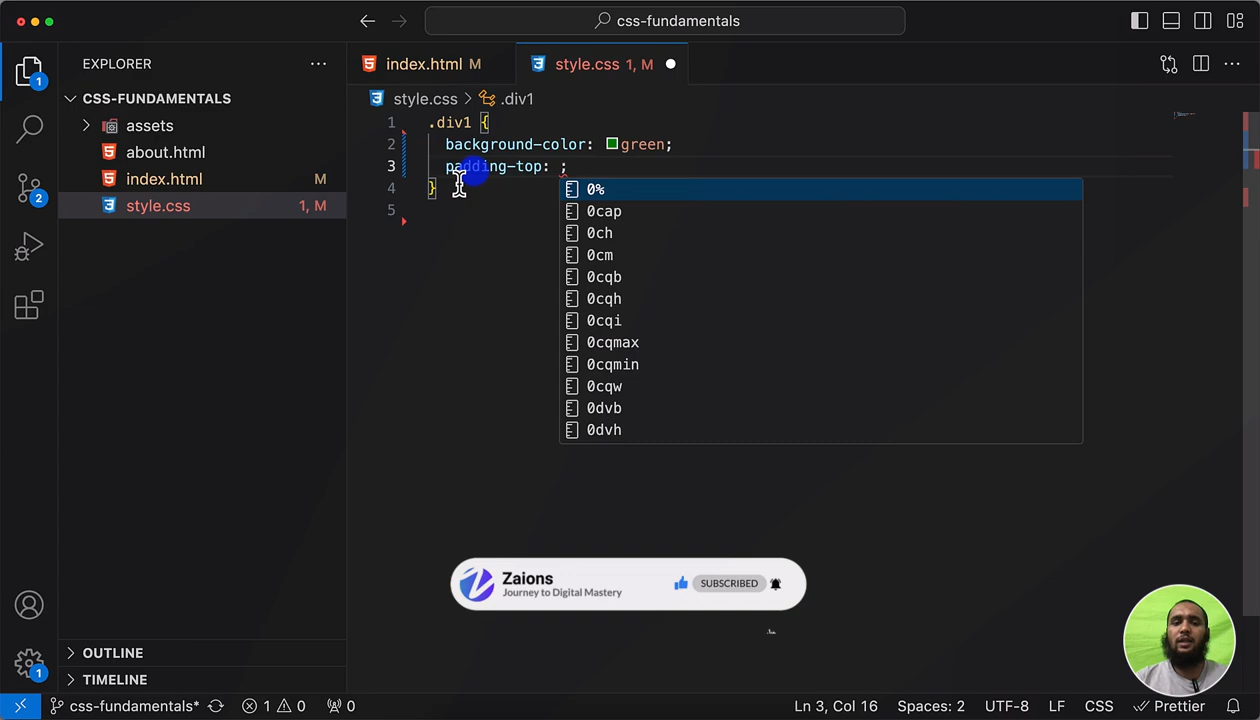 css-fundamentals
EXPLORER
index.html M
style.css 1, M
CSS-FUNDAMENTALS
style.css > .div1
assets
about.html
index.html M
style.css 1, M
1 .div1 {
2 background-color: green;
3 padding-top: ;
4 }
5
0%
0cap
0ch
0cm
0cqb
0cqh
0cqi
0cqmax
0cqmin
0cqw
0dvb
0dvh
1
2
Zaions
Journey to Digital Mastery
SUBSCRIBED
OUTLINE
TIMELINE
1
css-fundamentals* 1 0 0 Ln 3, Col 16 Spaces: 2 UTF-8 LF CSS Prettier